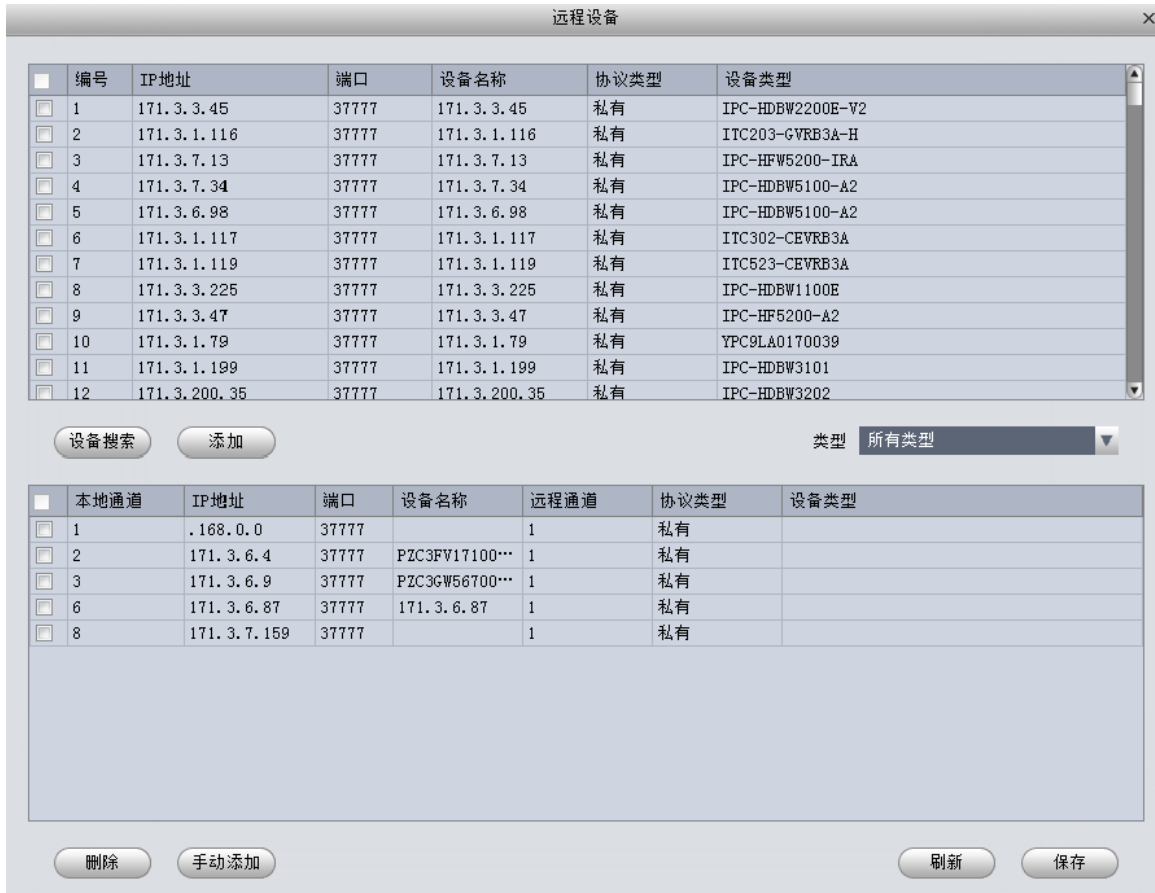 远程设备
编号 IP地址 端口 设备名称 协议类型 设备类型
1 171.3.3.45 37777 171.3.3.45 私有 IPC-HDBW2200E-V2
2 171.3.1.116 37777 171.3.1.116 私有 ITC203-GVRB3A-H
3 171.3.7.13 37777 171.3.7.13 私有 IPC-HFW5200-IRA
4 171.3.7.34 37777 171.3.7.34 私有 IPC-HDBW5100-A2
5 171.3.6.98 37777 171.3.6.98 私有 IPC-HDBW5100-A2
6 171.3.1.117 37777 171.3.1.117 私有 ITC302-CEVRB3A
7 171.3.1.119 37777 171.3.1.119 私有 ITC523-CEVRB3A
8 171.3.3.225 37777 171.3.3.225 私有 IPC-HDBW1100E
9 171.3.3.47 37777 171.3.3.47 私有 IPC-HF5200-A2
10 171.3.1.79 37777 171.3.1.79 私有 YPC9LA0170039
11 171.3.1.199 37777 171.3.1.199 私有 IPC-HDBW3101
12 171.3.200.35 37777 171.3.200.35 私有 IPC-HDBW3202
设备搜索 添加 类型 所有类型
本地通道 IP地址 端口 设备名称 远程通道 协议类型 设备类型
1 .168.0.0 37777 1 私有
2 171.3.6.4 37777 PZC3FV17100··· 1 私有
3 171.3.6.9 37777 PZC3GW56700··· 1 私有
6 171.3.6.87 37777 171.3.6.87 1 私有
8 171.3.7.159 37777 1 私有
删除 手动添加 刷新 保存